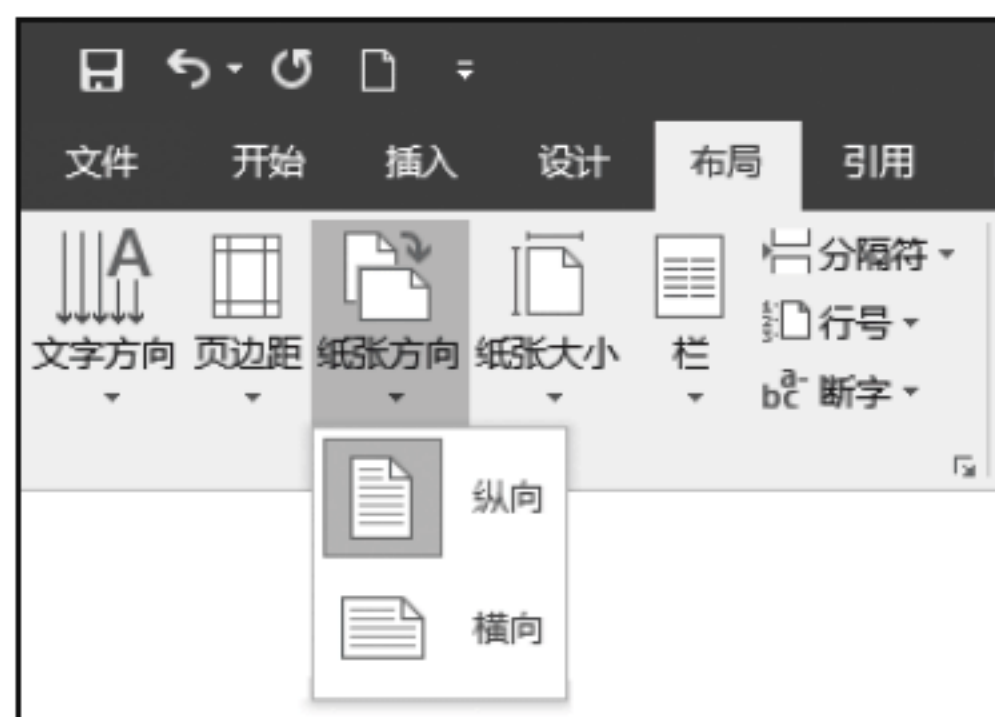 文件 开始 插入 设计 布局 引用
文字方向 页边距 纸张方向 纸张大小 栏
分隔符
行号
断字
纵向
横向